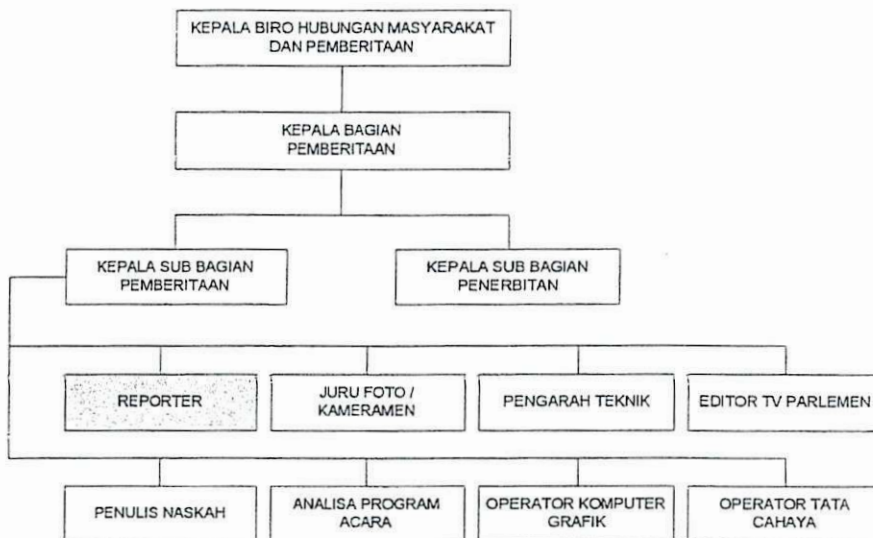 KEPALA BIRO HUBUNGAN MASYARAKAT
DAN PEMBERITAAN
KEPALA BAGIAN
PEMBERITAAN
KEPALA SUB BAGIAN
PEMBERITAAN
KEPALA SUB BAGIAN
PENERBITAN
REPORTER
JURU FOTO /
KAMERAMEN
PENGARAH TEKNIK
EDITOR TV PARLEMEN
PENULIS NASKAH
ANALISA PROGRAM
ACARA
OPERATOR KOMPUTER
GRAFIK
OPERATOR TATA
CAHAYA